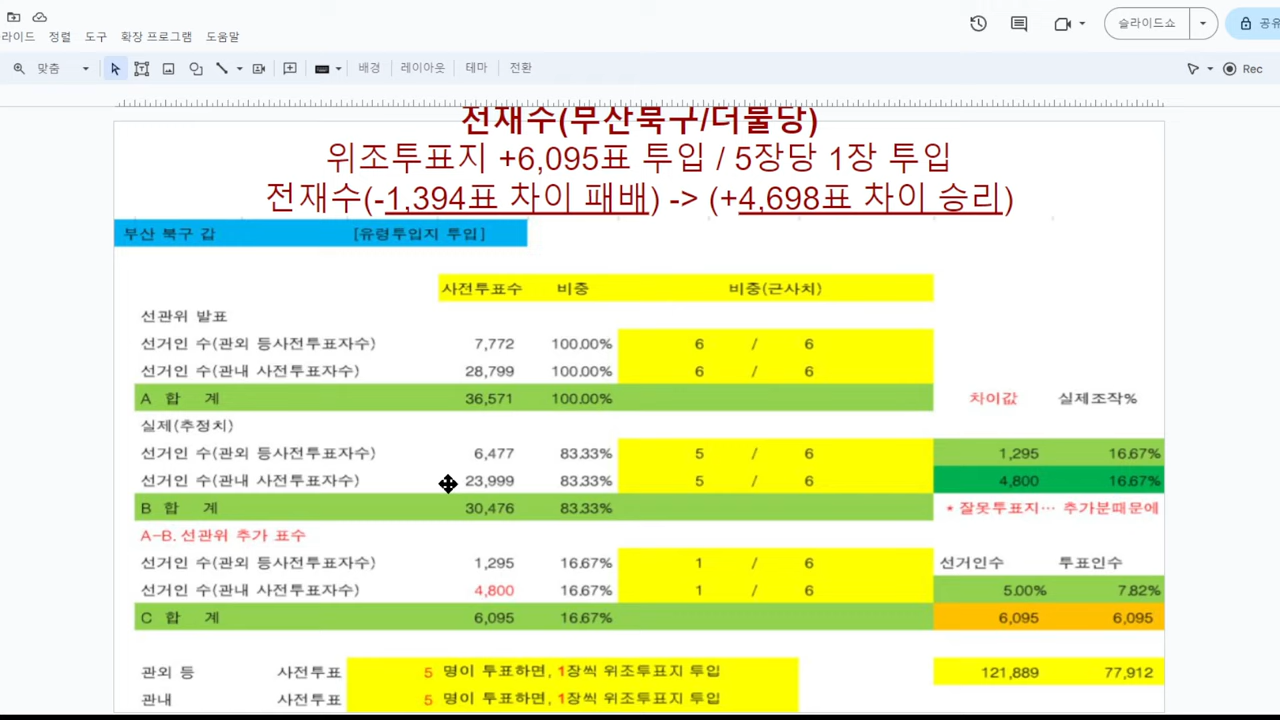 라이드 정렬 도구 확장 프로그램 도움말
슬라이드쇼 공유
맞춤 배경 레이아웃 테마 전환 Rec
전재수(부산북구/더물당)
위조투표지 +6,095표 투입 / 5장당 1장 투입
전재수(-1,394표 차이 패배) -> (+4,698표 차이 승리)
부산 북구 갑 [유령투입지 투입]
사전투표수 비중 비중(근사치)
선관위 발표
선거인 수(관외 등사전투표자수) 7,772 100.00% 6 / 6
선거인 수(관내 사전투표자수) 28,799 100.00% 6 / 6
A 합 계 36,571 100.00% 차이값 실제조작%
실제(추정치)
선거인 수(관외 등사전투표자수) 6,477 83.33% 5 / 6 1,295 16.67%
선거인 수(관내 사전투표자수) 23,999 83.33% 5 / 6 4,800 16.67%
B 합 계 30,476 83.33% * 잘못투표지… 추가분때문에
A-B. 선관위 추가 표수
선거인 수(관외 등사전투표자수) 1,295 16.67% 1 / 6 선거인수 투표인수
선거인 수(관내 사전투표자수) 4,800 16.67% 1 / 6 5.00% 7.82%
C 합 계 6,095 16.67% 6,095 6,095
관외 등 사전투표 5 명이 투표하면, 1장씩 위조투표지 투입 121,889 77,912
관내 사전투표 5 명이 투표하면, 1장씩 위조투표지 투입